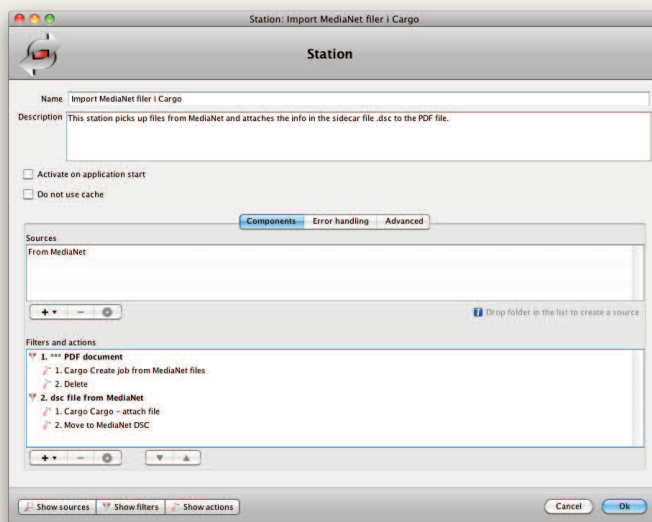 Station: Import MediaNet filer i Cargo
Station
Name Import MediaNet filer i Cargo
Description This station picks up files from MediaNet and attaches the info in the sidecar file .dsc to the PDF file.
Activate on application start
Do not use cache
Components Error handling Advanced
Sources
From MediaNet
+ −
Drop folder in the list to create a source
Filters and actions
1. *** PDF document
1. Cargo Create job from MediaNet files
2. Delete
2. dsc file from MediaNet
1. Cargo Cargo - attach file
2. Move to MediaNet DSC
+ −
Show sources Show filters Show actions Cancel Ok